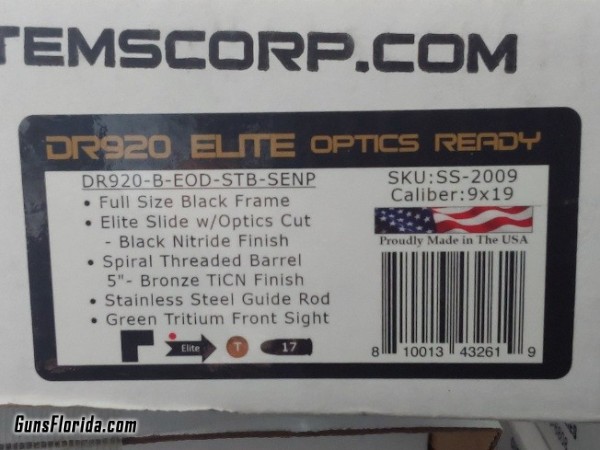 TEMSCORP.COM
DR920 ELITE OPTICS READY
DR920-B-EOD-STB-SENP
• Full Size Black Frame
• Elite Slide w/Optics Cut
- Black Nitride Finish
• Spiral Threaded Barrel
5"- Bronze TiCN Finish
• Stainless Steel Guide Rod
• Green Tritium Front Sight
Elite T 17
SKU:SS-2009
Caliber:9x19
Proudly Made in The USA
8 10013 43261 9
GunsFlorida.com